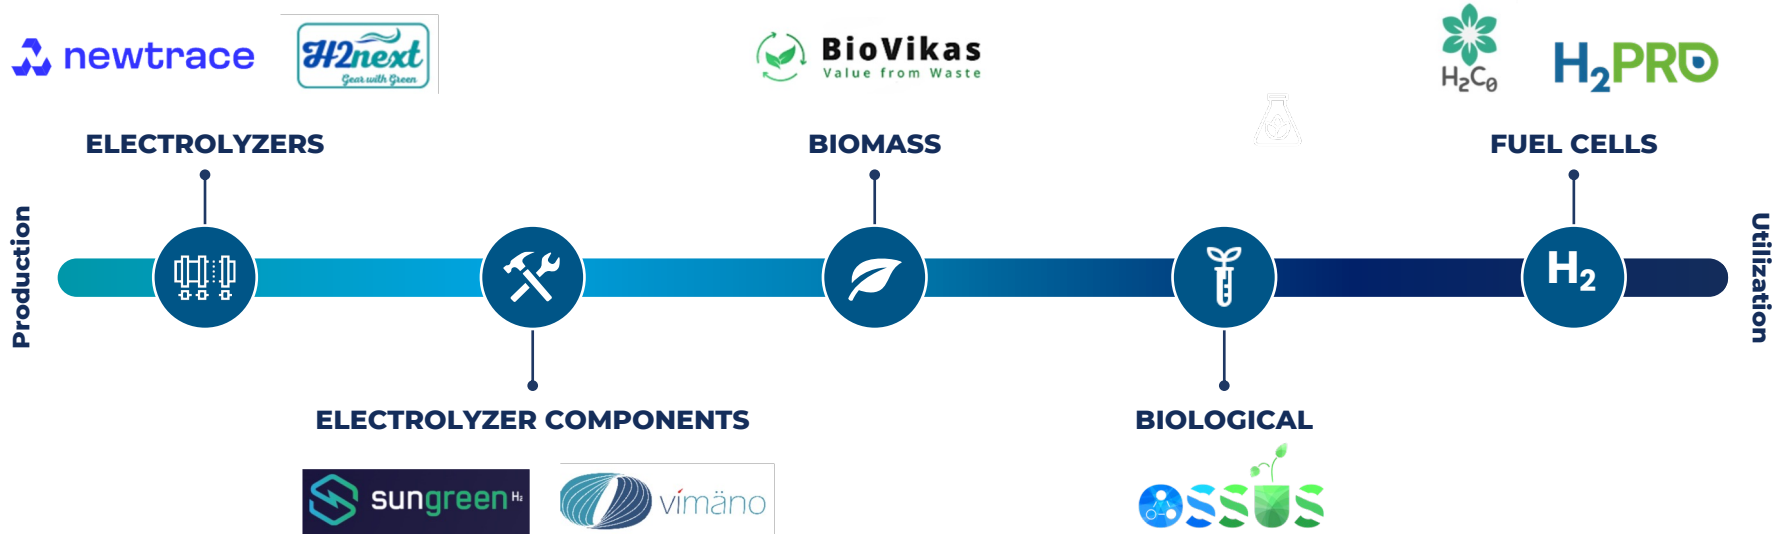 newtrace
H2next
Gear with Green
BioVikas
Value from Waste
H₂C₀
H₂PRO
ELECTROLYZERS
BIOMASS
FUEL CELLS
Production
H₂
Utilization
ELECTROLYZER COMPONENTS
BIOLOGICAL
sungreen H₂
vimäno
OSSUS